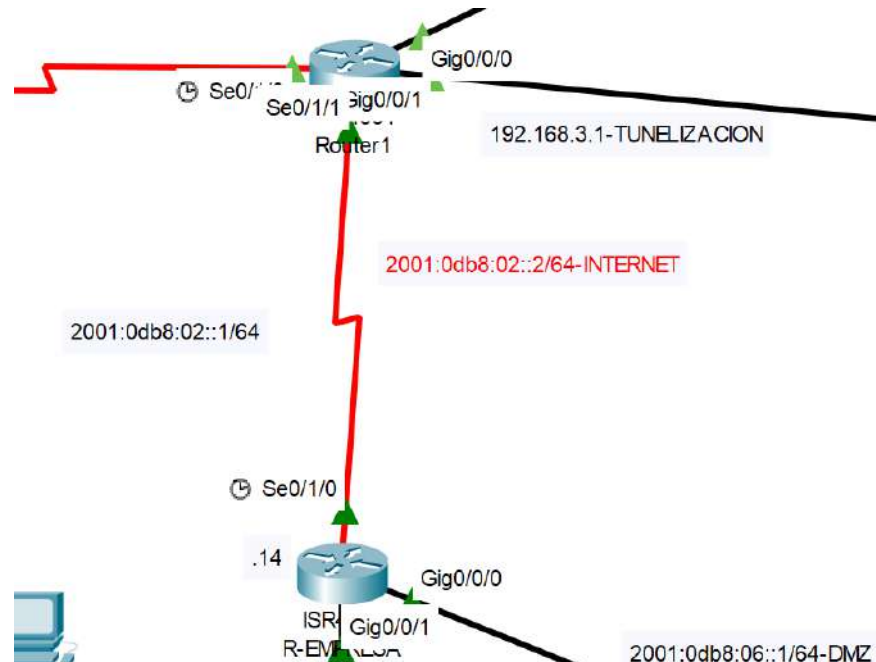 Gig0/0/0
Se0/
Se0/1/1
Gig0/0/1
Router1
192.168.3.1-TUNELIZACION
2001:0db8:02::2/64-INTERNET
2001:0db8:02::1/64
Se0/1/0
.14
Gig0/0/0
Gig0/0/1
2001:0db8:06::1/64-DMZ